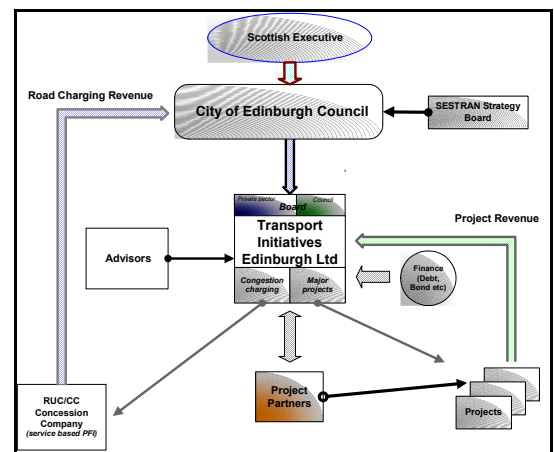 Scottish Executive
Road Charging Revenue
City of Edinburgh Council
SESTRAN Strategy
Board
Private sector
Council
Board
Transport
Initiatives
Edinburgh Ltd
Project Revenue
Advisors
Congestion
charging
Major
projects
Finance
(Debt,
Bond etc)
RUC/CC
Concession
Company
(service based PFI)
Project
Partners
Projects